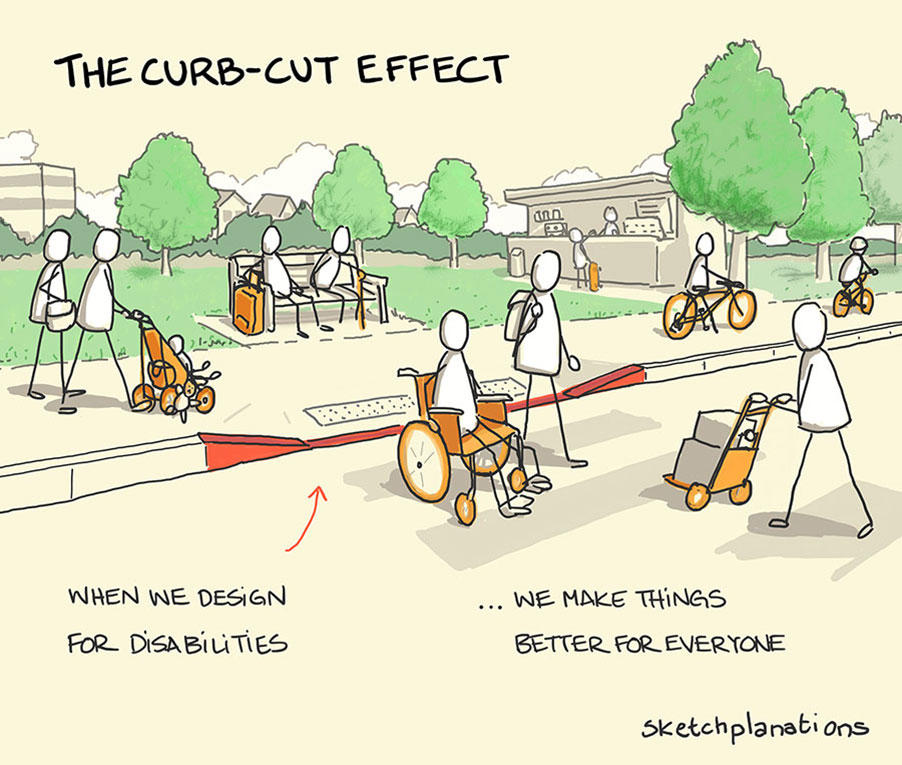 THE CURB-CUT EFFECT
WHEN WE DESIGN
FOR DISABILITIES
... WE MAKE THINGS
BETTER FOR EVERYONE
sketchplanations